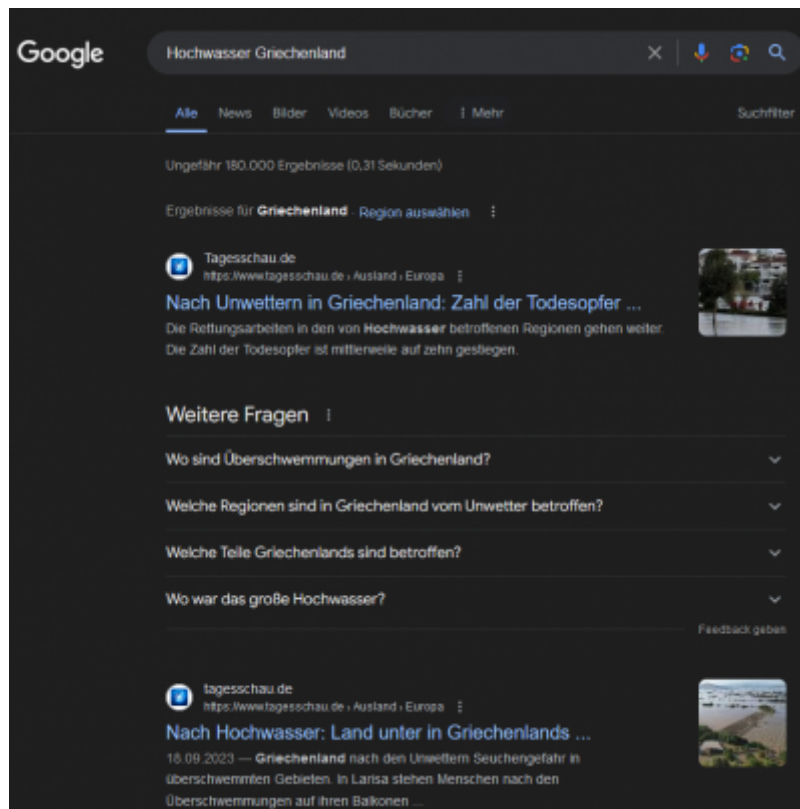 Google
Hochwasser Griechenland
Alle News Bilder Videos Bücher Mehr Suchfilter
Ungefähr 180.000 Ergebnisse (0,31 Sekunden)
Ergebnisse für Griechenland · Region auswählen
Tagesschau.de
https://www.tagesschau.de › Ausland › Europa
Nach Unwettern in Griechenland: Zahl der Todesopfer ...
Die Rettungsarbeiten in den von Hochwasser betroffenen Regionen gehen weiter.
Die Zahl der Todesopfer ist mittlerweile auf zehn gestiegen.
Weitere Fragen
Wo sind Überschwemmungen in Griechenland?
Welche Regionen sind in Griechenland vom Unwetter betroffen?
Welche Teile Griechenlands sind betroffen?
Wo war das große Hochwasser?
Feedback geben
tagesschau.de
https://www.tagesschau.de › Ausland › Europa
Nach Hochwasser: Land unter in Griechenlands ...
18.09.2023 — Griechenland nach den Unwettern Seuchengefahr in
überschwemmten Gebieten. In Larisa stehen Menschen nach den
Überschwemmungen auf ihren Balkonen ...